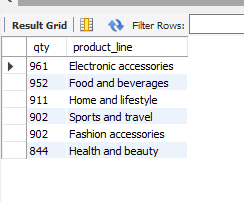 Result Grid Filter Rows:
qty product_line
961 Electronic accessories
952 Food and beverages
911 Home and lifestyle
902 Sports and travel
902 Fashion accessories
844 Health and beauty